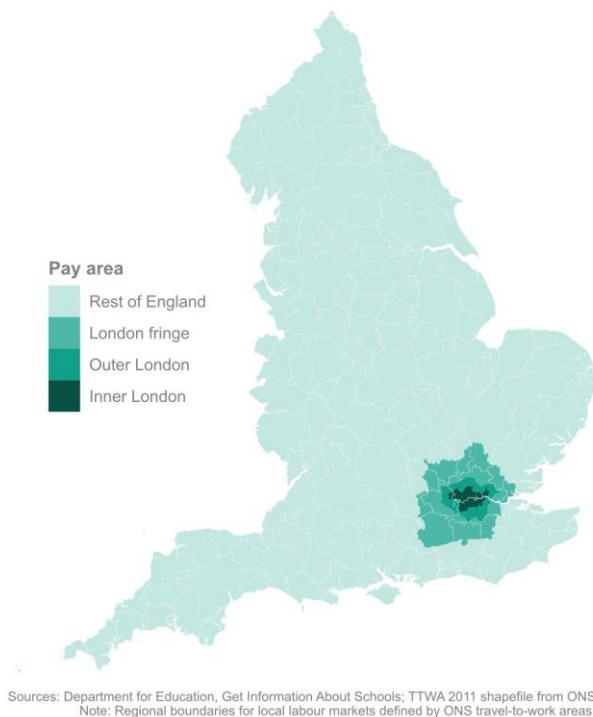 Pay area
Rest of England
London fringe
Outer London
Inner London
Sources: Department for Education, Get Information About Schools; TTWA 2011 shapefile from ONS
Note: Regional boundaries for local labour markets defined by ONS travel-to-work areas